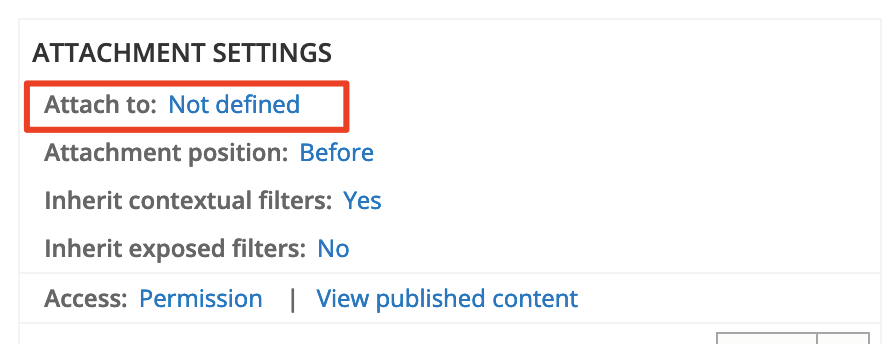 ATTACHMENT SETTINGS
Attach to: Not defined
Attachment position: Before
Inherit contextual filters: Yes
Inherit exposed filters: No
Access: Permission | View published content